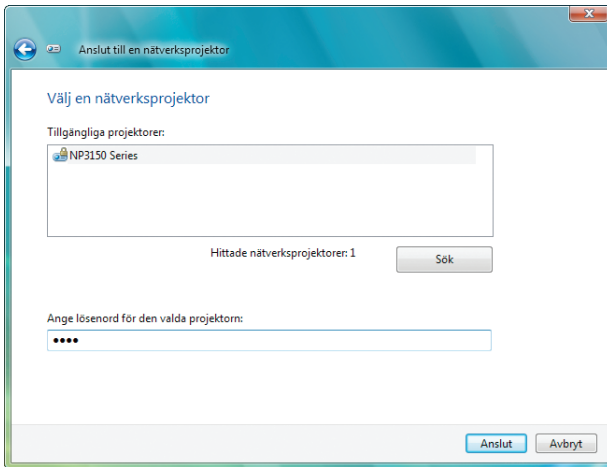 Anslut till en nätverksprojektor
Välj en nätverksprojektor
Tillgängliga projektorer:
NP3150 Series
Hittade nätverksprojektorer: 1
Sök
Ange lösenord för den valda projektorn:
••••
Anslut
Avbryt